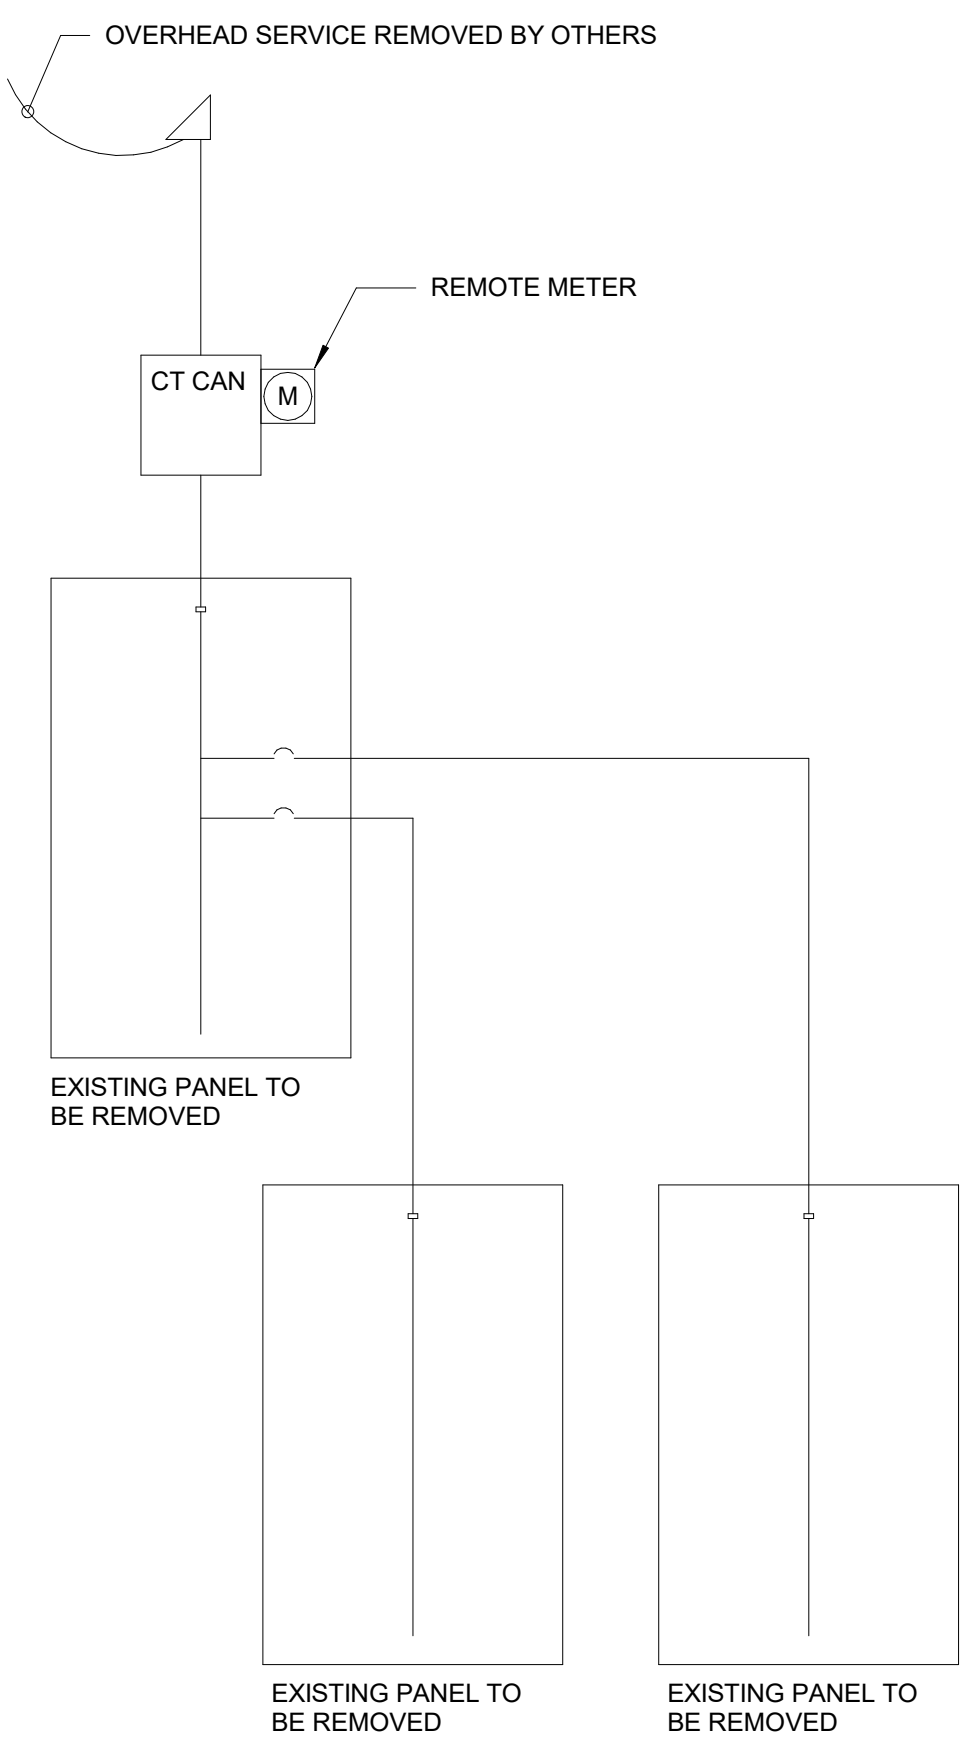 OVERHEAD SERVICE REMOVED BY OTHERS
REMOTE METER
CT CAN
M
EXISTING PANEL TO
BE REMOVED
EXISTING PANEL TO
BE REMOVED
EXISTING PANEL TO
BE REMOVED